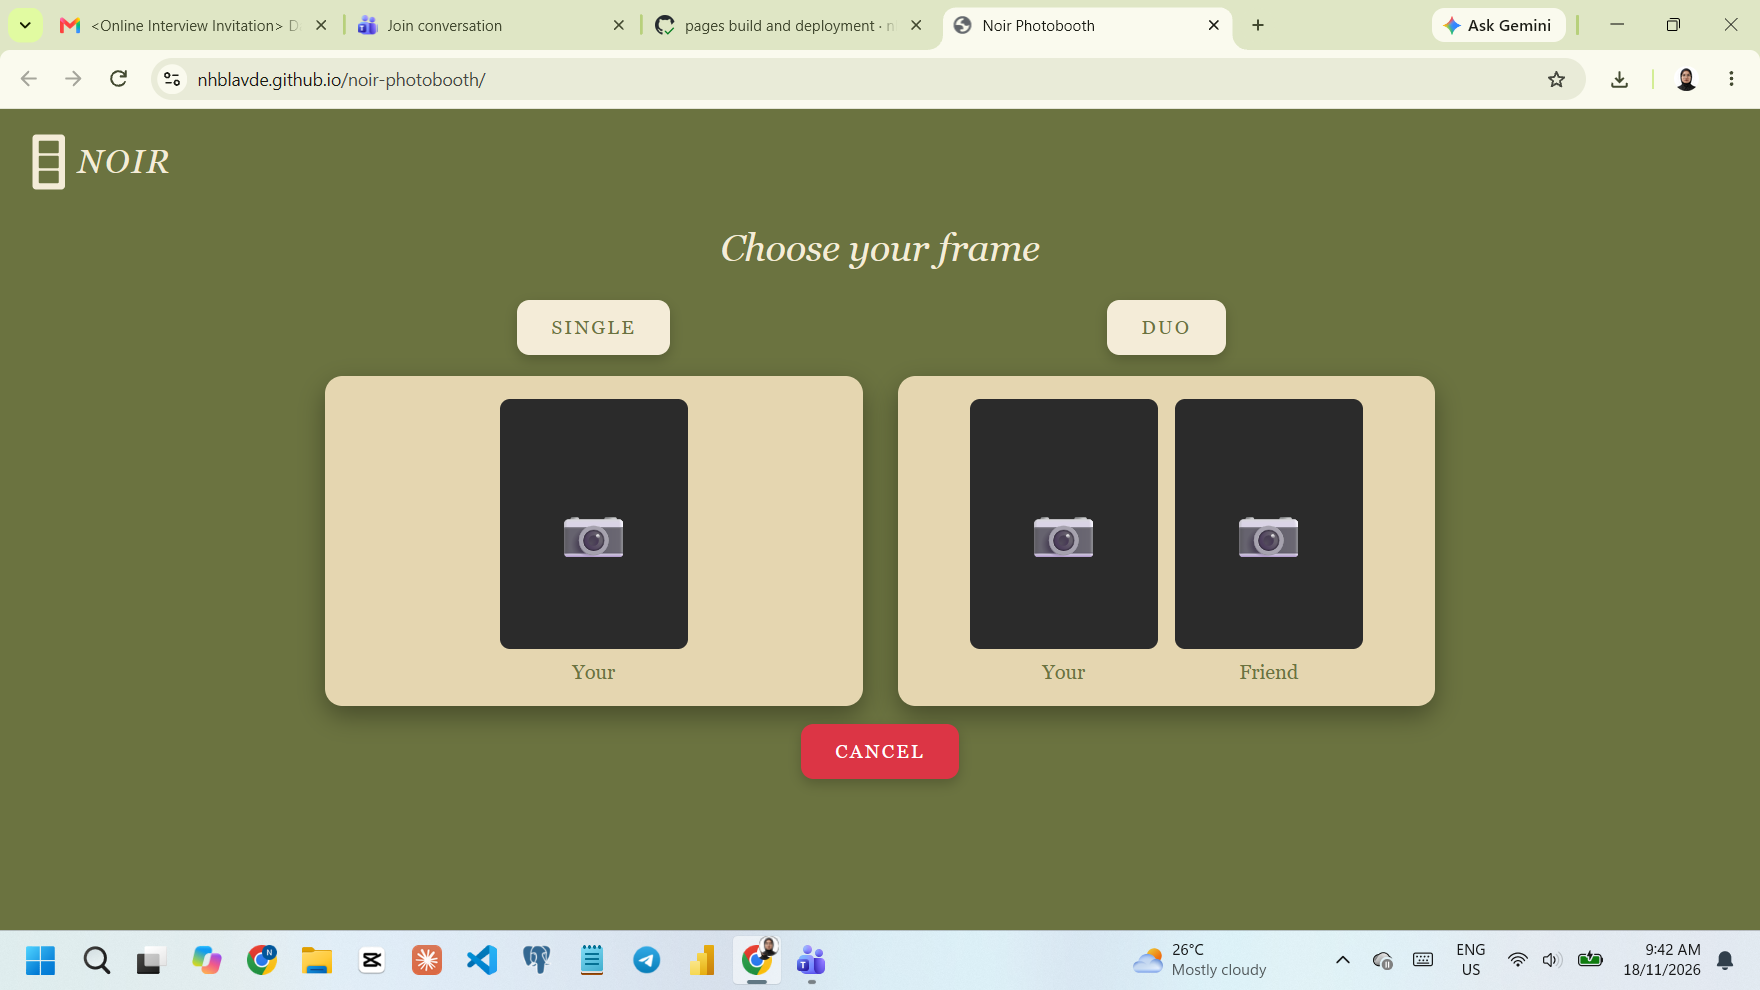 <Online Interview Invitation> D
Join conversation
pages build and deployment · n
Noir Photobooth
Ask Gemini
nhblavde.github.io/noir-photobooth/
NOIR
Choose your frame
SINGLE
DUO
Your
Your
Friend
CANCEL
26°C
Mostly cloudy
ENG
US
9:42 AM
18/11/2026